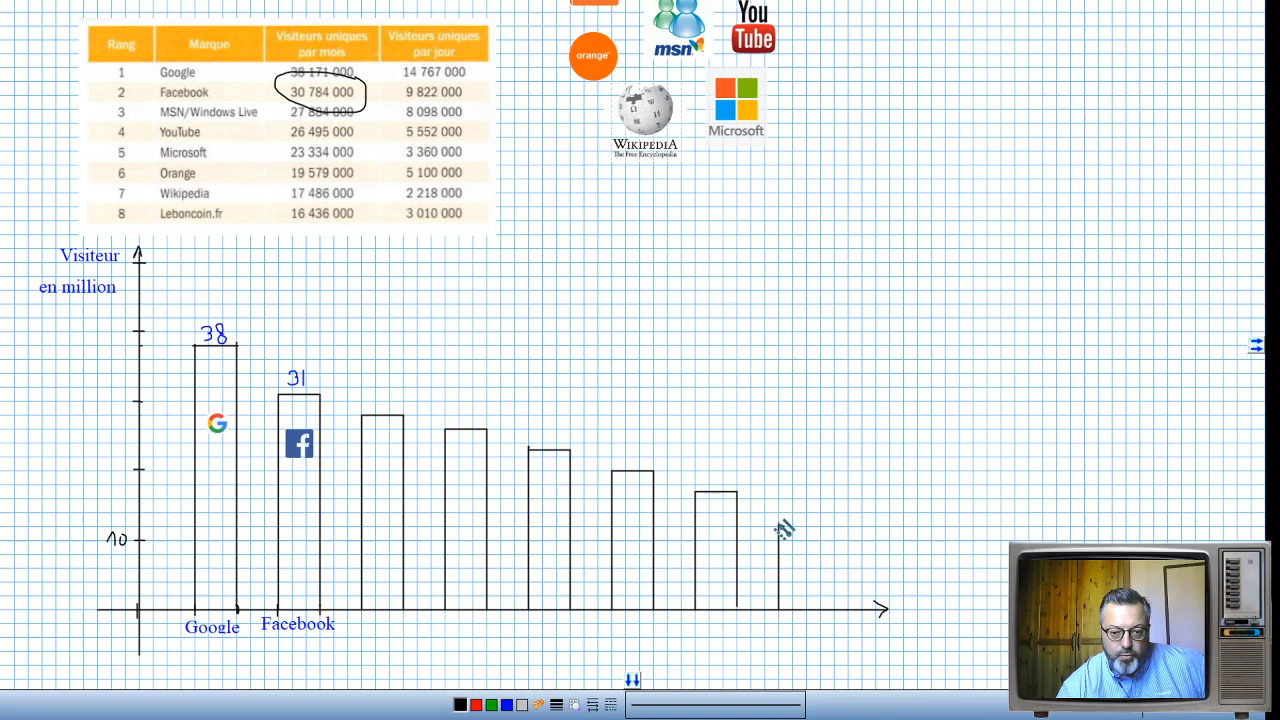 Rang Marque Visiteurs uniques par mois Visiteurs uniques par jour
1 Google 38 171 000 14 767 000
2 Facebook 30 784 000 9 822 000
3 MSN/Windows Live 27 884 000 8 098 000
4 YouTube 26 495 000 5 552 000
5 Microsoft 23 334 000 3 360 000
6 Orange 19 579 000 5 100 000
7 Wikipedia 17 486 000 2 218 000
8 Leboncoin.fr 16 436 000 3 010 000
You
Tube
msn
orange
Microsoft
WIKIPEDIA
The Free Encyclopedia
Visiteur
en million
38
31
10
Google Facebook